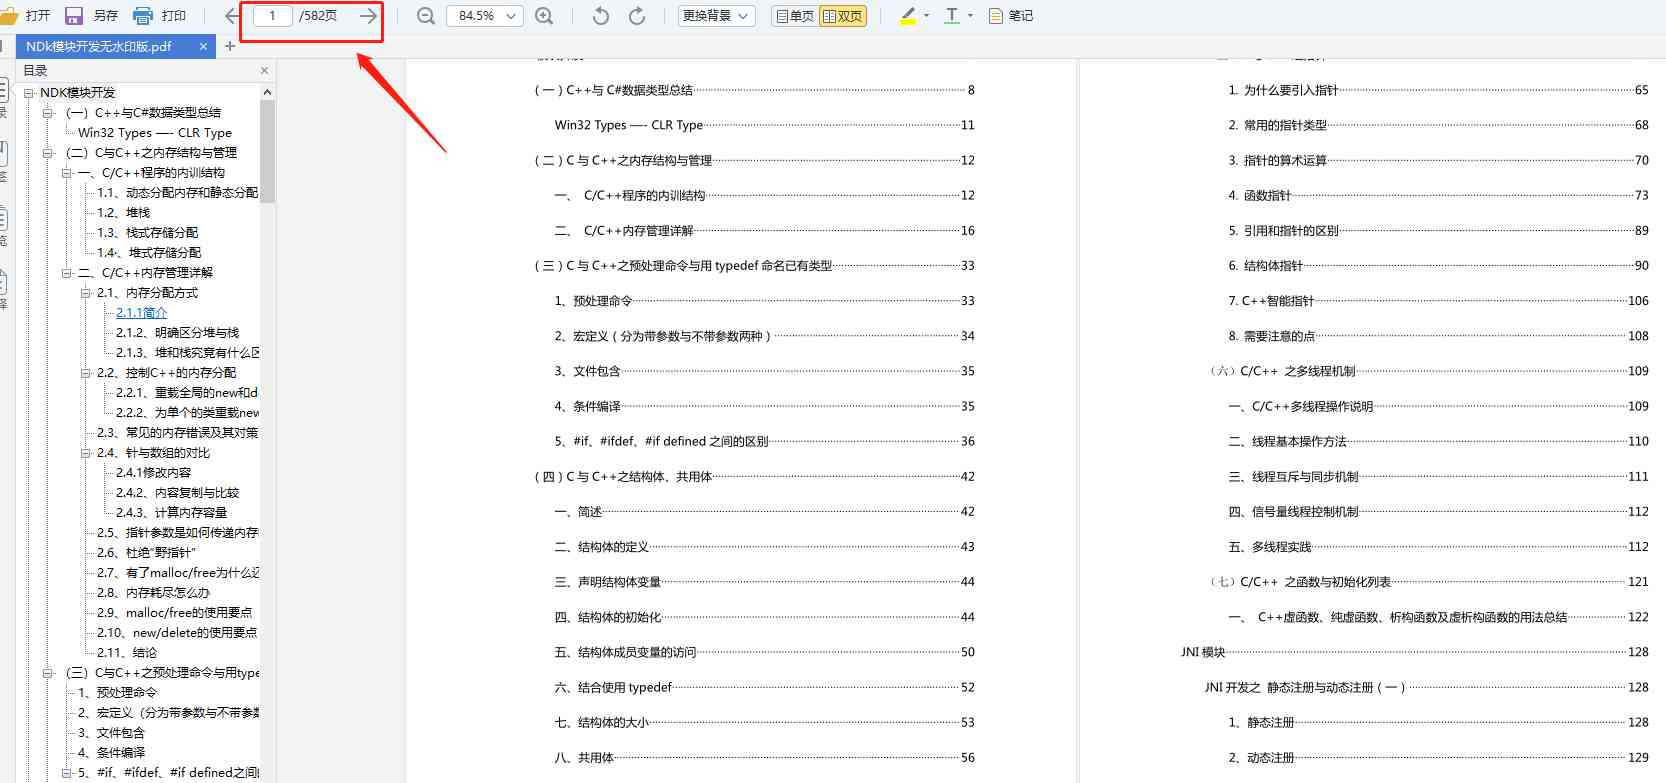 打开 另存 打印 1 /582页 84.5% 更换背景 单页 双页 T 笔记
NDk模块开发无水印版.pdf × +
目录 ×
NDK模块开发
（一）C++与C#数据类型总结
Win32 Types —- CLR Type
（二）C与C++之内存结构与管理
一、C/C++程序的内训结构
1.1、动态分配内存和静态分配
1.2、堆栈
1.3、栈式存储分配
1.4·、堆式存储分配
二、C/C++内存管理详解
2.1、内存分配方式
2.1.1简介
2.1.2、明确区分堆与栈
2.1.3、堆和栈究竟有什么区
2.2、控制C++的内存分配
2.2.1、重载全局的new和d
2.2.2、为单个的类重载new
2.3、常见的内存错误及其对策
2.4、针与数组的对比
2.4.1修改内容
2.4.2、内容复制与比较
2.4.3、计算内存容量
2.5、指针参数是如何传递内存
2.6、杜绝“野指针”
2.7、有了malloc/free为什么还
2.8、内存耗尽怎么办
2.9、malloc/free的使用要点
2.10、new/delete的使用要点
2.11、结论
（三）C与C++之预处理命令与用type
1、预处理命令
2、宏定义（分为带参数与不带参数
3、文件包含
4、条件编译
5、#if、#ifdef、#if defined之间
（一）C++与 C#数据类型总结 8
Win32 Types —- CLR Type 11
（二）C 与 C++之内存结构与管理 12
一、 C/C++程序的内训结构 12
二、 C/C++内存管理详解 16
（三）C 与 C++之预处理命令与用 typedef 命名已有类型 33
1、预处理命令 33
2、宏定义（分为带参数与不带参数两种） 34
3、文件包含 35
4、条件编译 35
5、#if、#ifdef、#if defined 之间的区别 36
（四）C 与 C++之结构体、共用体 42
一、简述 42
二、结构体的定义 43
三、声明结构体变量 44
四、结构体的初始化 44
五、结构体成员变量的访问 50
六、结合使用 typedef 52
七、结构体的大小 53
八、共用体 56
1. 为什么要引入指针 65
2. 常用的指针类型 68
3. 指针的算术运算 70
4. 函数指针 73
5. 引用和指针的区别 89
6. 结构体指针 90
7. C++智能指针 106
8. 需要注意的点 108
（六）C/C++ 之多线程机制 109
一、C/C++多线程操作说明 109
二、线程基本操作方法 110
三、线程互斥与同步机制 111
四、信号量线程控制机制 112
五、多线程实践 112
（七）C/C++ 之函数与初始化列表 121
一、 C++虚函数、纯虚函数、析构函数及虚析构函数的用法总结 122
JNI 模块 128
JNI 开发之 静态注册与动态注册（一） 128
1、静态注册 128
2、动态注册 129